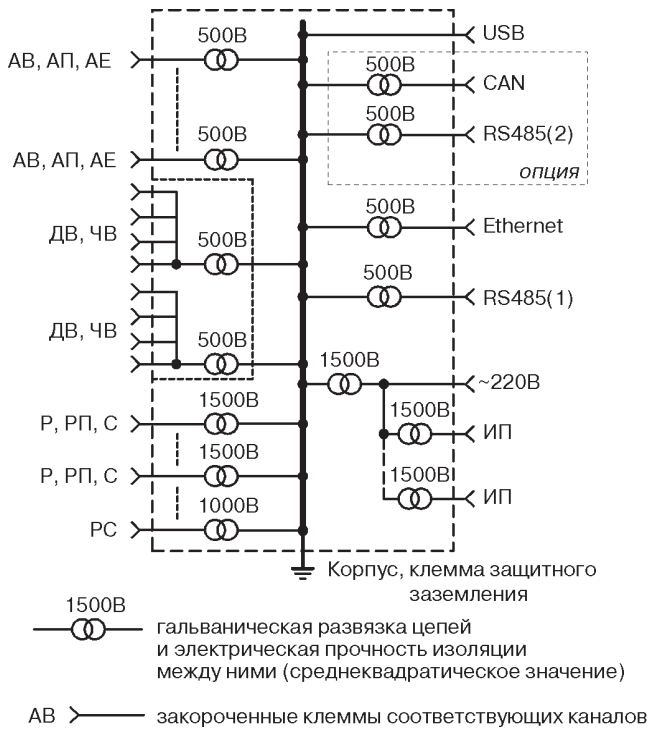 500В
USB
АВ, АП, АЕ
500В
CAN
500В
RS485(2)
500В
АВ, АП, АЕ
опция
500В
Ethernet
ДВ, ЧВ
500В
500В
RS485(1)
ДВ, ЧВ
500В
1500В
~220В
1500В
1500В
Р, РП, С
ИП
1500В
Р, РП, С
1500В
ИП
1000В
РС
Корпус, клемма защитного
заземления
1500В
гальваническая развязка цепей
и электрическая прочность изоляции
между ними (среднеквадратическое значение)
АВ
закороченные клеммы соответствующих каналов